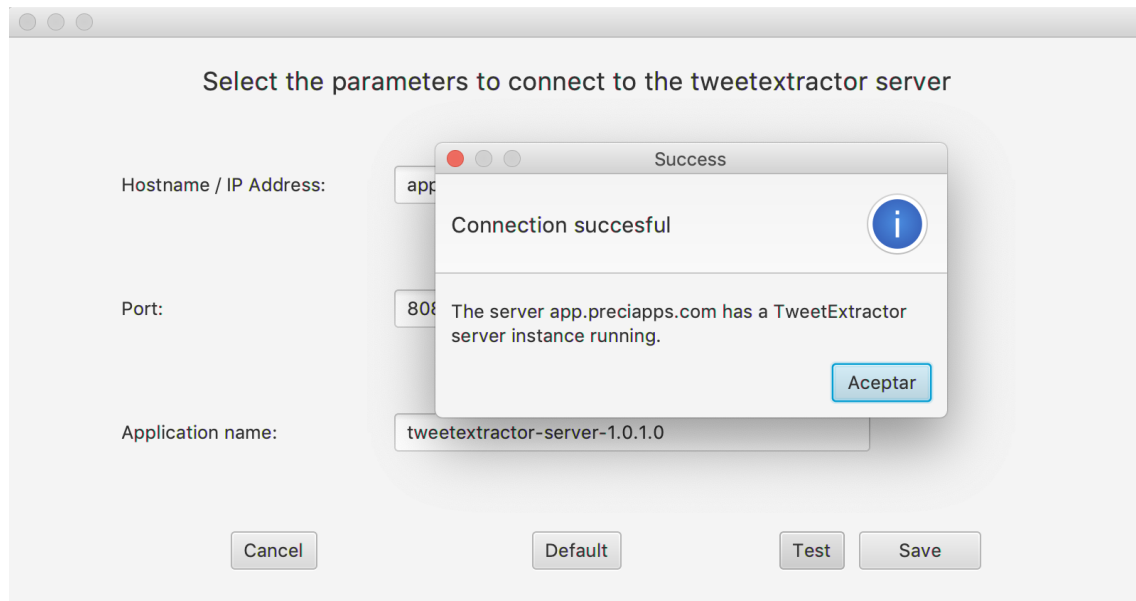 Select the parameters to connect to the tweetextractor server
Success
Hostname / IP Address:
app
Connection succesful
i
Port:
808
The server app.preciapps.com has a TweetExtractor
server instance running.
Aceptar
Application name:
tweetextractor-server-1.0.1.0
Cancel
Default
Test
Save